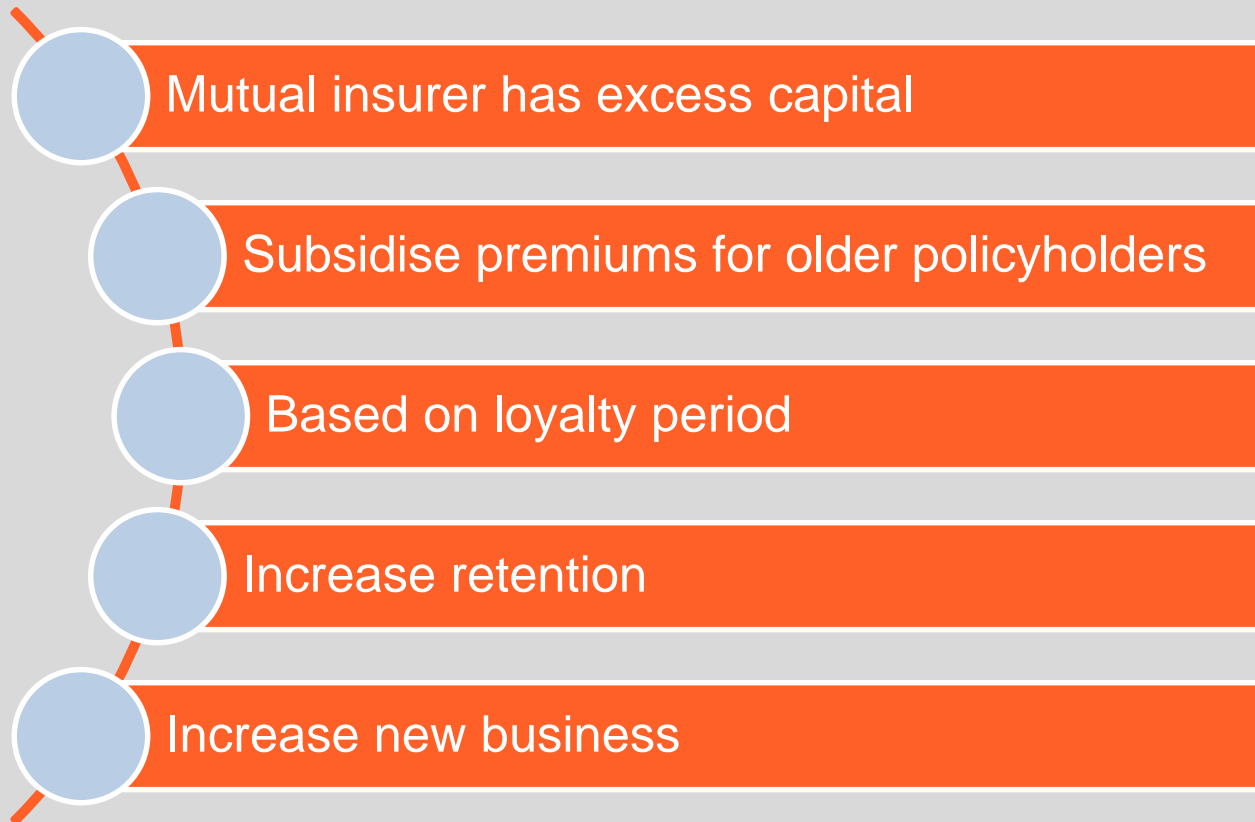 Mutual insurer has excess capital
Subsidise premiums for older policyholders
Based on loyalty period
Increase retention
Increase new business